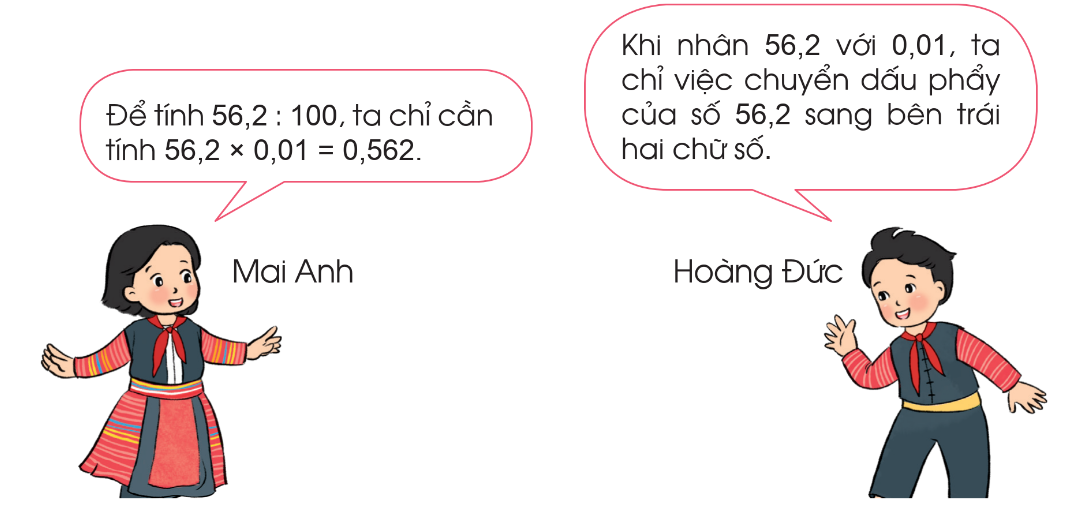 Để tính 56,2 : 100, ta chỉ cần
tính 56,2 × 0,01 = 0,562.
Mai Anh
Khi nhân 56,2 với 0,01, ta
chỉ việc chuyển dấu phẩy
của số 56,2 sang bên trái
hai chữ số.
Hoàng Đức